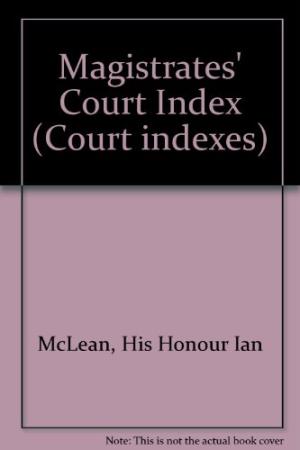 Magistrates'
Court Index
(Court indexes)
McLean, His Honour Ian
Note: This is not the actual book cover